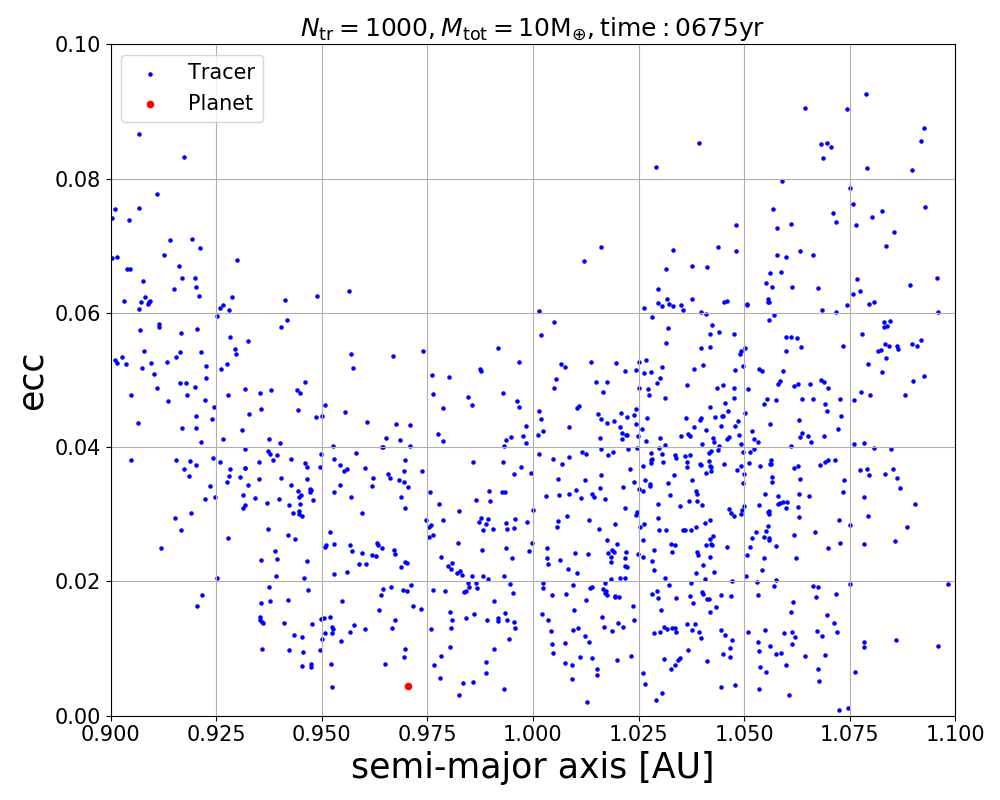 N_tr = 1000, M_tot = 10M_⊕, time : 0675yr
Tracer
Planet
0.10
0.08
0.06
0.04
0.02
0.00
ecc
0.900 0.925 0.950 0.975 1.000 1.025 1.050 1.075 1.100
semi-major axis [AU]